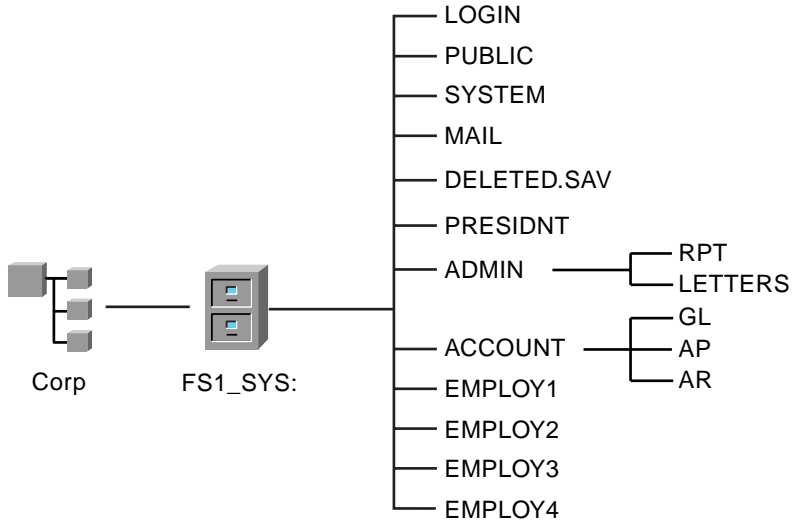 LOGIN
PUBLIC
SYSTEM
MAIL
DELETED.SAV
PRESIDNT
ADMIN
RPT
LETTERS
ACCOUNT
GL
AP
AR
Corp
FS1_SYS:
EMPLOY1
EMPLOY2
EMPLOY3
EMPLOY4